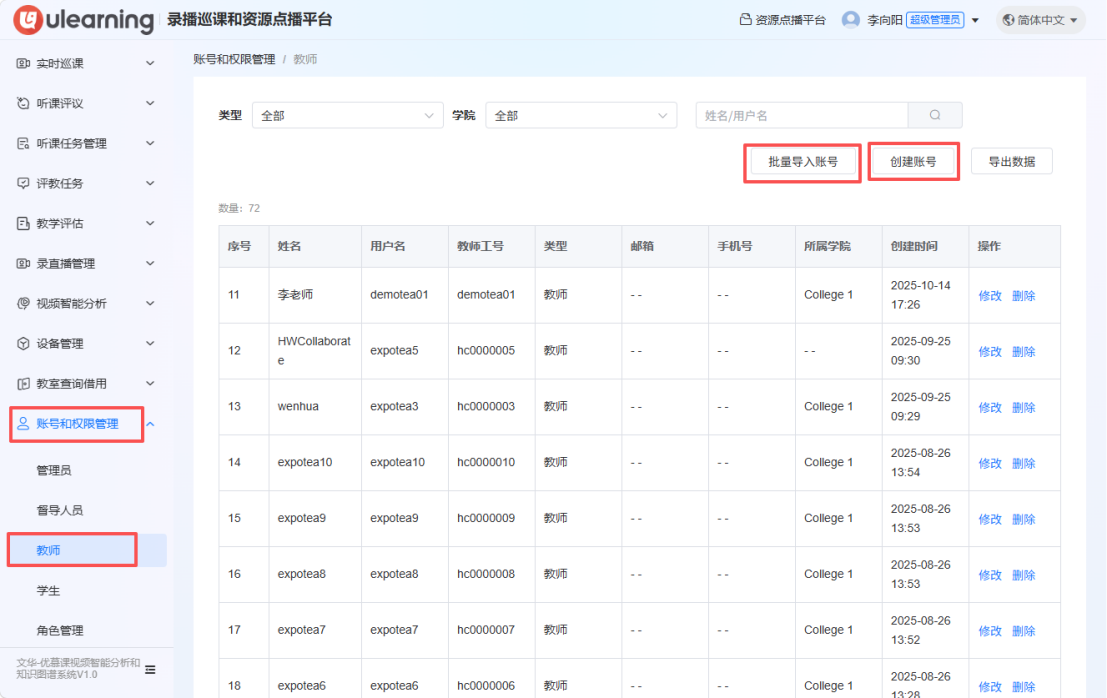 ulearning 录播巡课和资源点播平台 资源点播平台 李向阳 超级管理员 简体中文
实时巡课
听课评议
听课任务管理
评教任务
教学评估
录直播管理
视频智能分析
设备管理
教室查询借用
账号和权限管理
管理员
督导人员
教师
学生
角色管理
文华-优慕课视频智能分析和
知识图谱系统V1.0
账号和权限管理 / 教师
类型 全部 学院 全部 姓名/用户名
批量导入账号 创建账号 导出数据
数量: 72
序号 姓名 用户名 教师工号 类型 邮箱 手机号 所属学院 创建时间 操作
11 李老师 demotea01 demotea01 教师 - - - - College 1 2025-10-14 17:26 修改 删除
12 HWCollaborate expotea5 hc0000005 教师 - - - - - - 2025-09-25 09:30 修改 删除
13 wenhua expotea3 hc0000003 教师 - - - - College 1 2025-09-25 09:29 修改 删除
14 expotea10 expotea10 hc0000010 教师 - - - - College 1 2025-08-26 13:54 修改 删除
15 expotea9 expotea9 hc0000009 教师 - - - - College 1 2025-08-26 13:53 修改 删除
16 expotea8 expotea8 hc0000008 教师 - - - - College 1 2025-08-26 13:53 修改 删除
17 expotea7 expotea7 hc0000007 教师 - - - - College 1 2025-08-26 13:52 修改 删除
18 expotea6 expotea6 hc0000006 教师 - - - - College 1 2025-08-26 13:28 修改 删除